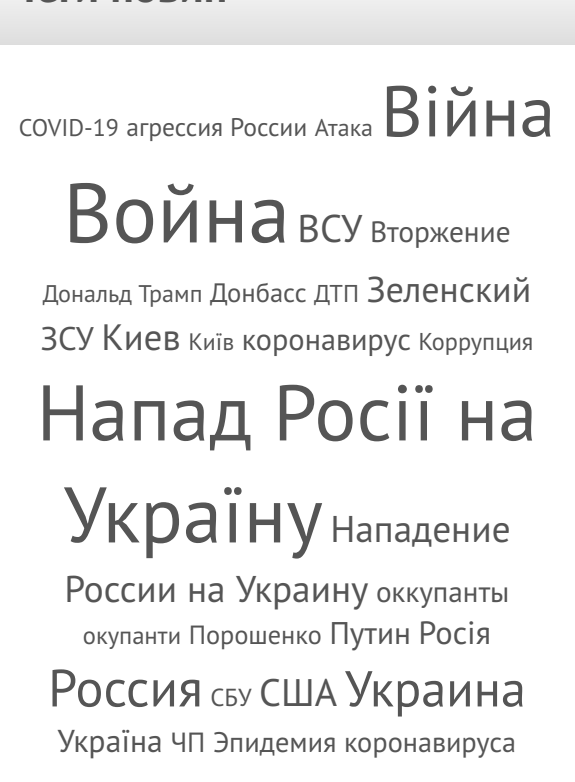 COVID-19 агрессия России Атака Війна
Война ВСУ Вторжение
Дональд Трамп Донбасс ДТП Зеленский
ЗСУ Киев Київ коронавирус Коррупция
Напад Росії на
Україну Нападение
России на Украину оккупанты
окупанти Порошенко Путин Росія
Россия СБУ США Украина
Україна ЧП Эпидемия коронавируса